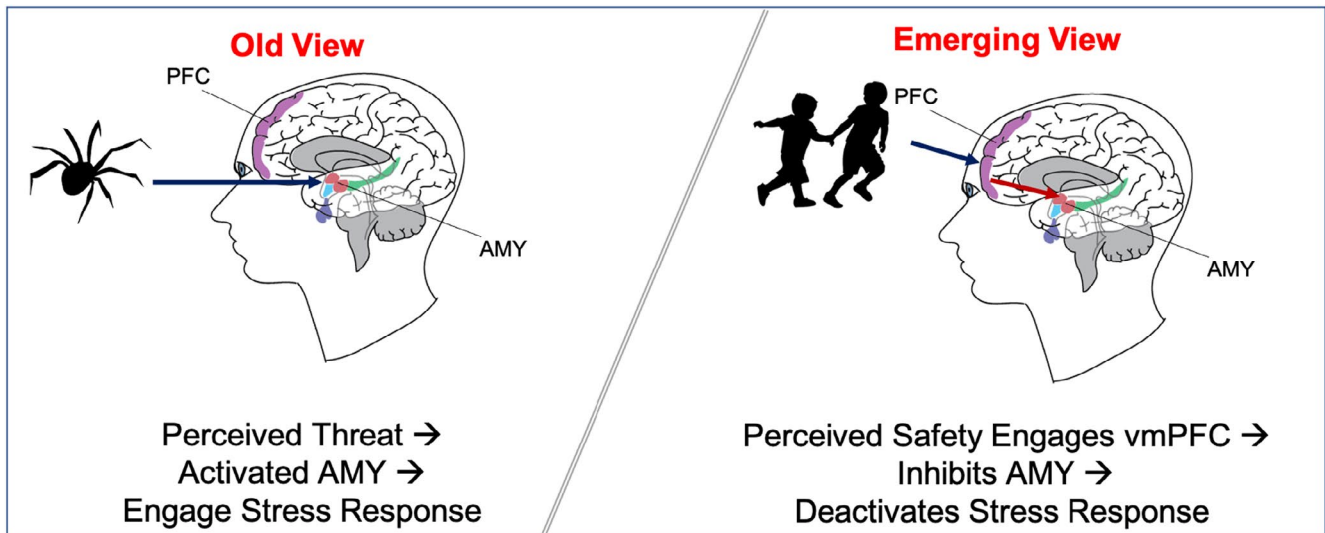 Old View
PFC
AMY
Perceived Threat →
Activated AMY →
Engage Stress Response
Emerging View
PFC
AMY
Perceived Safety Engages vmPFC →
Inhibits AMY →
Deactivates Stress Response